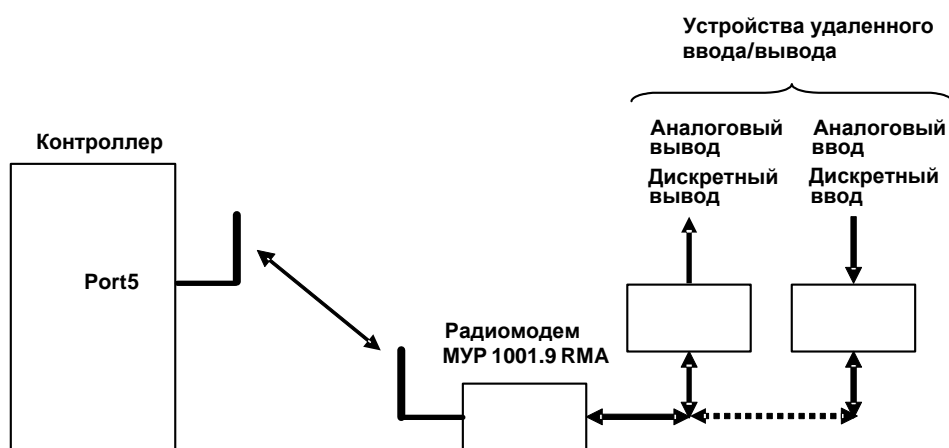 Устройства удаленного
ввода/вывода
Контроллер
Аналоговый
вывод
Дискретный
вывод
Аналоговый
ввод
Дискретный
ввод
Port5
Радиомодем
МУР 1001.9 RMA